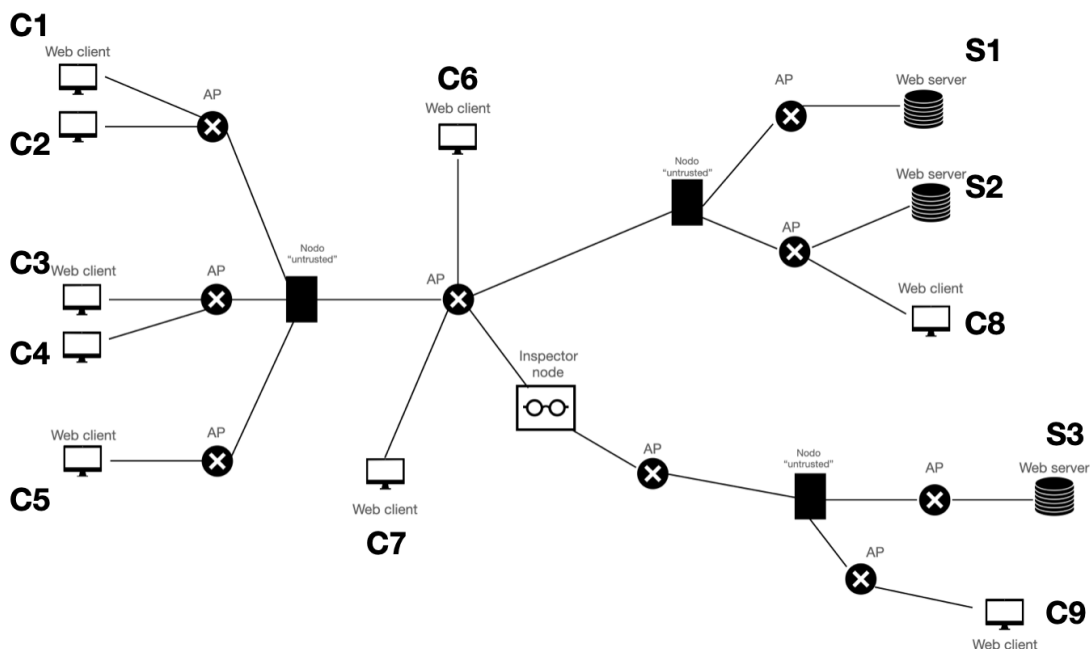 C1
Web client
AP
C2
C3
Web client
AP
C4
Web client
AP
C5
Nodo
“untrusted”
C6
Web client
AP
C7
Web client
Inspector
node
AP
Nodo
“untrusted”
AP
S1
Web server
AP
Web server
S2
Web client
C8
Nodo
“untrusted”
AP
S3
Web server
AP
C9
Web client